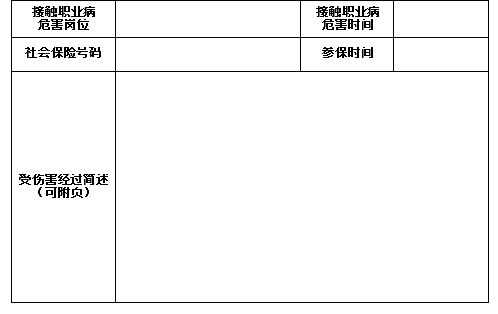 接触职业病
危害岗位
接触职业病
危害时间
社会保险号码
参保时间
受伤害经过简述
（可附页）